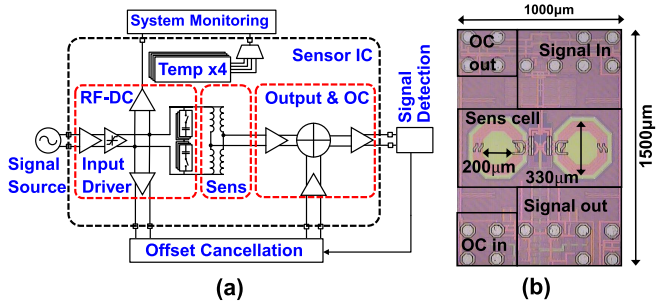 System Monitoring
Sensor IC
Temp x4
RF-DC
Output & OC
Signal
Detection
Signal
Source
Input
Driver
Sens
Offset Cancellation
(a)
1000µm
OC
out
Signal In
Sens cell
200µm
330µm
1500µm
Signal out
OC in
(b)